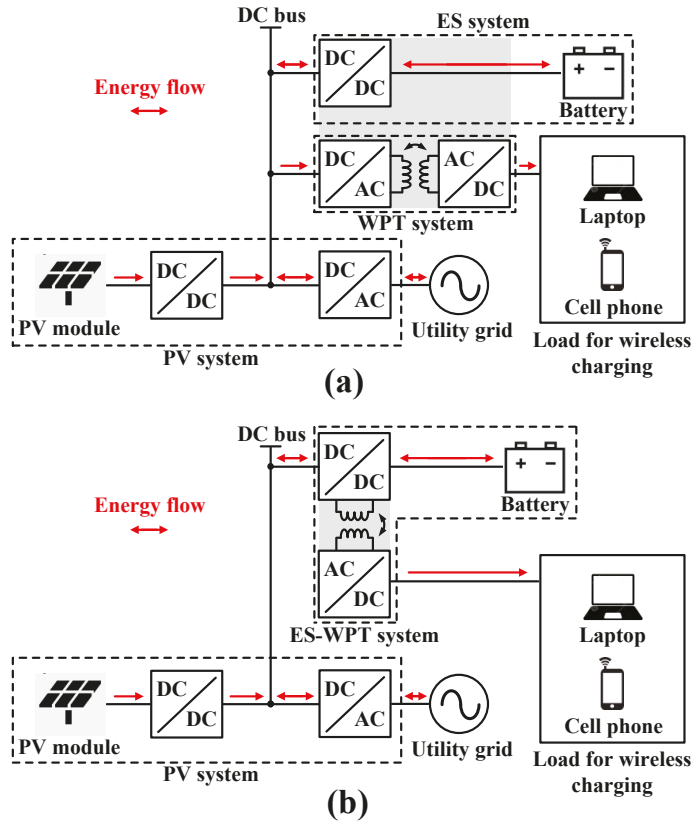 DC bus
ES system
DC
DC
+ −
Battery
Energy flow
DC
AC
AC
DC
WPT system
Laptop
Cell phone
Load for wireless
charging
PV module
DC
DC
DC
AC
Utility grid
PV system
(a)
DC bus
DC
DC
+ −
Battery
Energy flow
AC
DC
ES-WPT system
Laptop
Cell phone
Load for wireless
charging
PV module
DC
DC
DC
AC
Utility grid
PV system
(b)